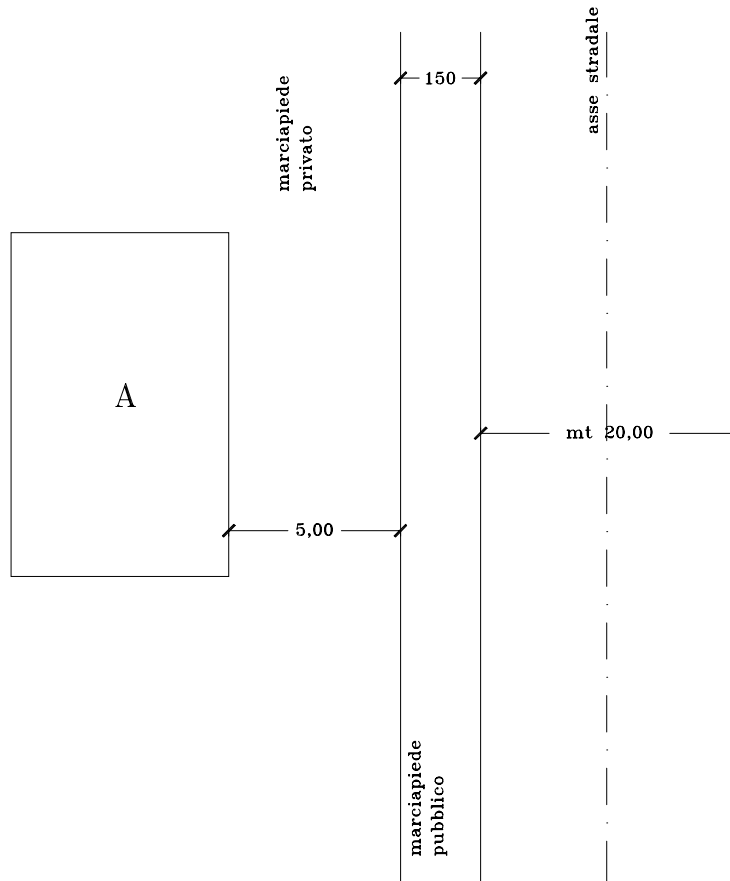 asse stradale
150
marciapiede
privato
A
mt 20,00
5,00
marciapiede
pubblico